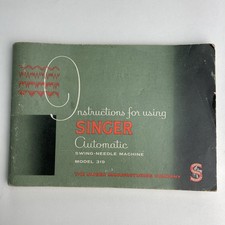 Instructions for using
SINGER
Automatic
SWING-NEEDLE MACHINE
MODEL 319
THE SINGER MANUFACTURING COMPANY
S